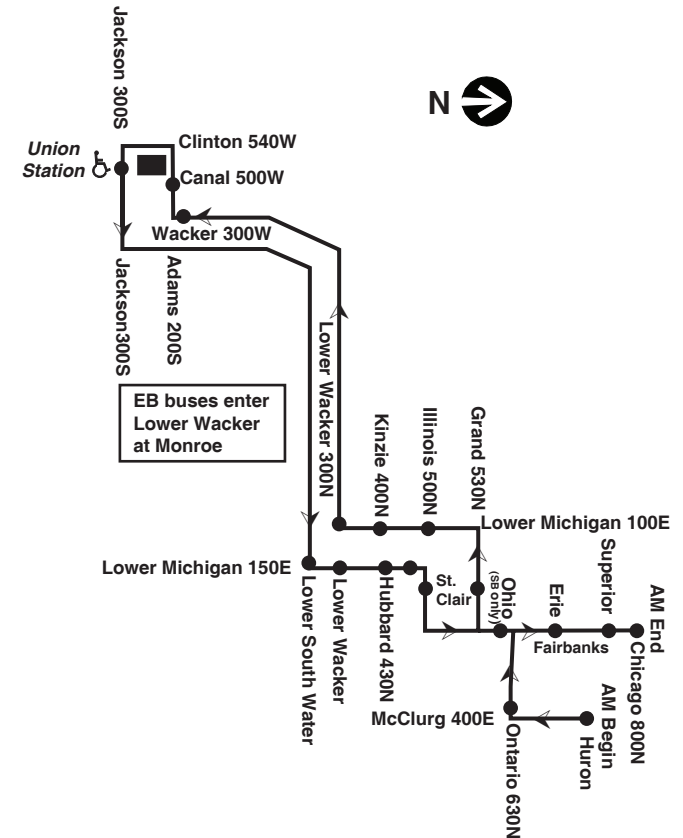 Jackson 300S
N
Union
Station
Clinton 540W
Canal 500W
Wacker 300W
Jackson300S
Adams 200S
EB buses enter
Lower Wacker
at Monroe
Lower Wacker 300N
Kinzie 400N
Illinois 500N
Grand 530N
Lower Michigan 100E
Lower Michigan 150E
Lower South Water
Lower Wacker
Hubbard 430N
St.
Clair
Ohio
(SB only)
Erie
Superior
AM End
Chicago 800N
Fairbanks
McClurg 400E
Ontario 630N
AM Begin
Huron